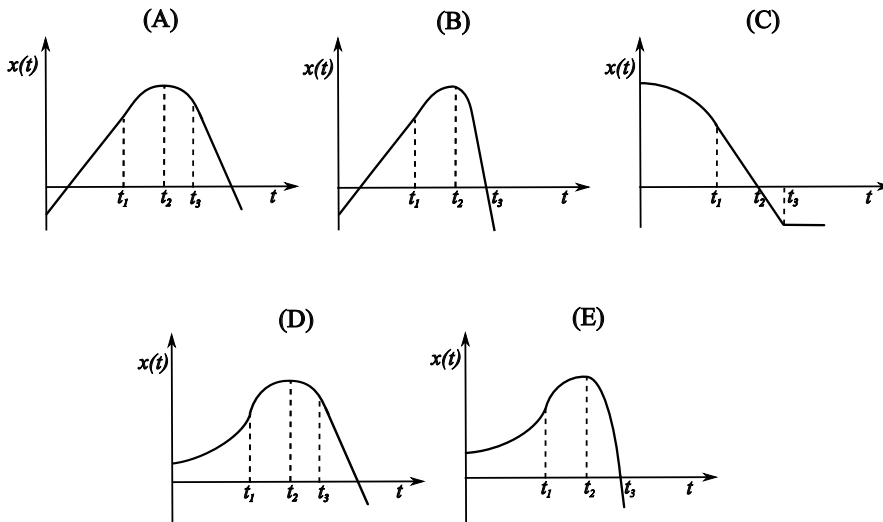 (A) (B) (C)
x(t) x(t) x(t)
t₁ t₂ t₃ t t₁ t₂ t₃ t t₁ t₂ t₃ t
(D) (E)
x(t) x(t)
t₁ t₂ t₃ t t₁ t₂ t₃ t